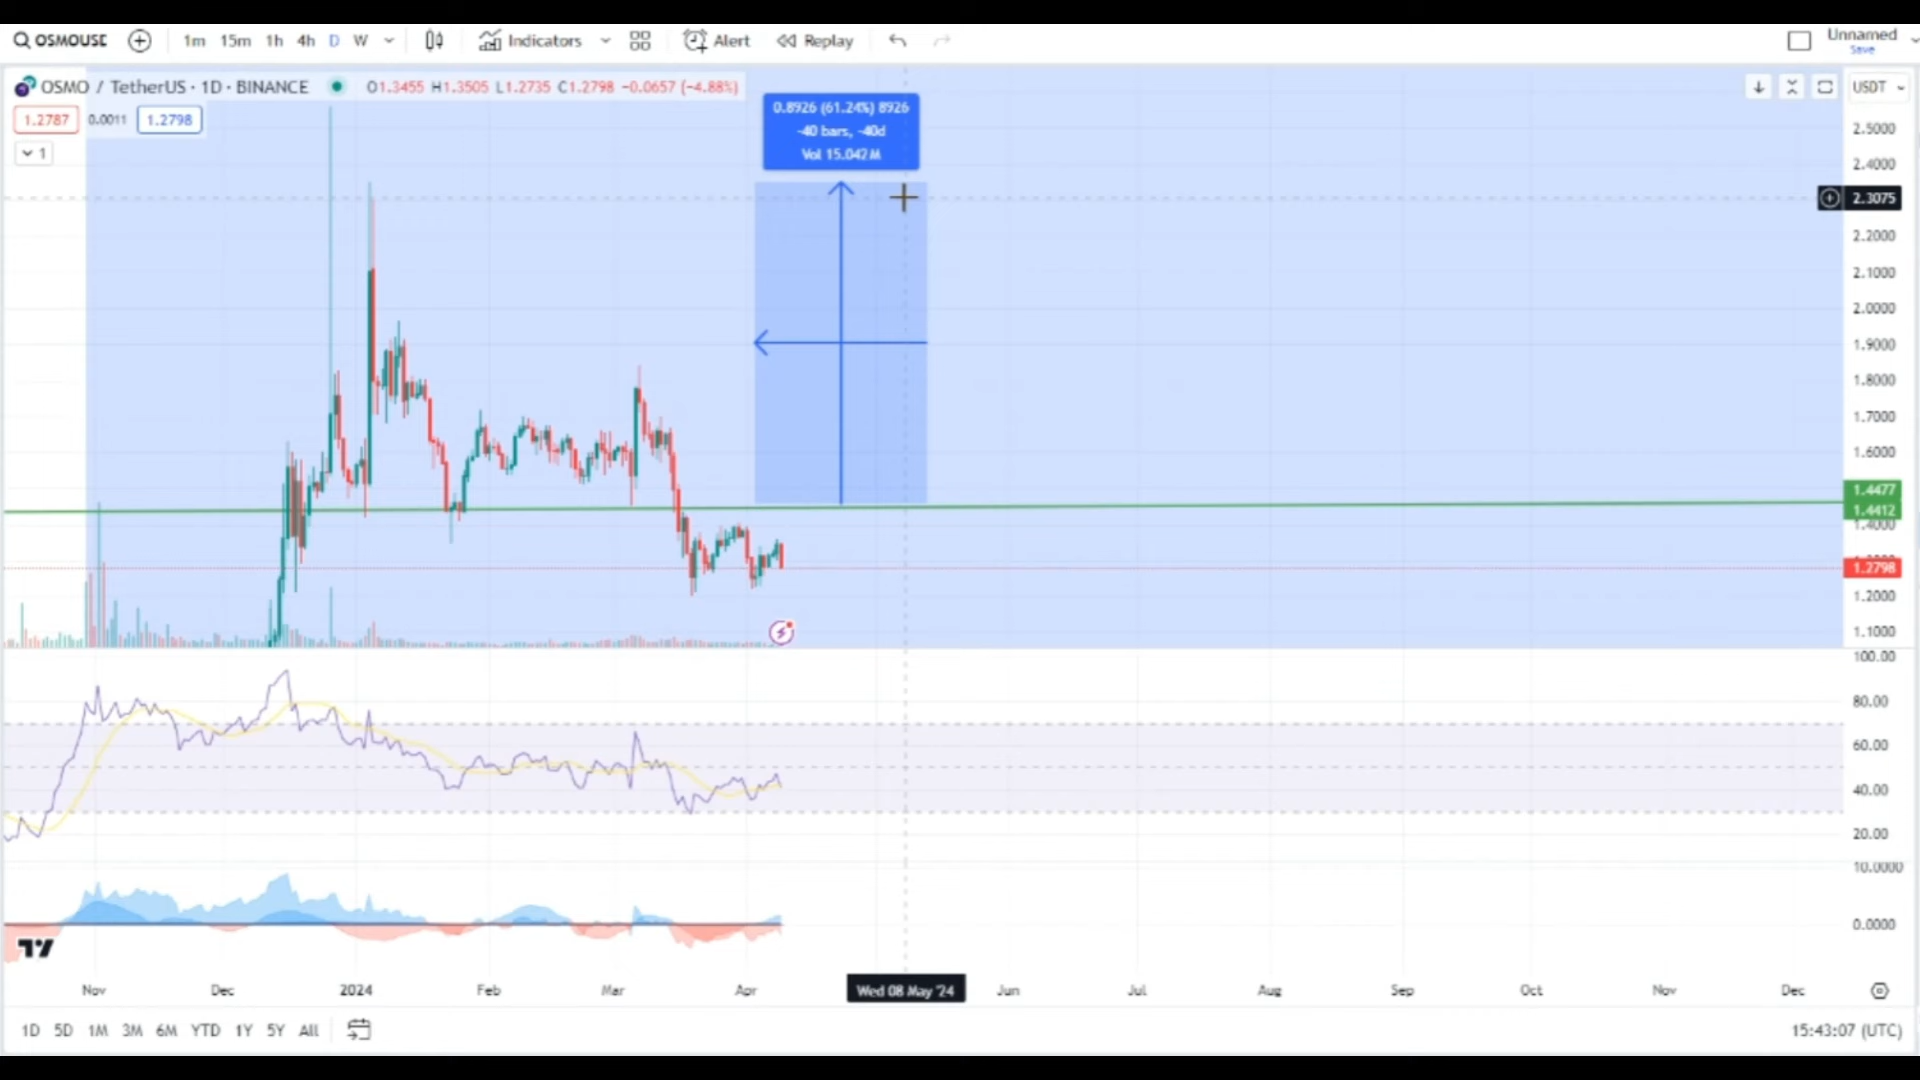 OSMOUSE 1m 15m 1h 4h D W Indicators Alert Replay Unnamed
Save
OSMO / TetherUS · 1D · BINANCE O1.3455 H1.3505 L1.2735 C1.2798 −0.0657 (−4.88%) USDT
1.2787 0.0011 1.2798
1
0.8926 (61.24%) 8926
-40 bars, -40d
Vol 15.042M
2.5000
2.4000
2.3075
2.2000
2.1000
2.0000
1.9000
1.8000
1.7000
1.6000
1.4477
1.4412
1.4000
1.2798
1.2000
1.1000
100.00
80.00
60.00
40.00
20.00
10.0000
0.0000
Nov Dec 2024 Feb Mar Apr Wed 08 May '24 Jun Jul Aug Sep Oct Nov Dec
1D 5D 1M 3M 6M YTD 1Y 5Y All 15:43:07 (UTC)